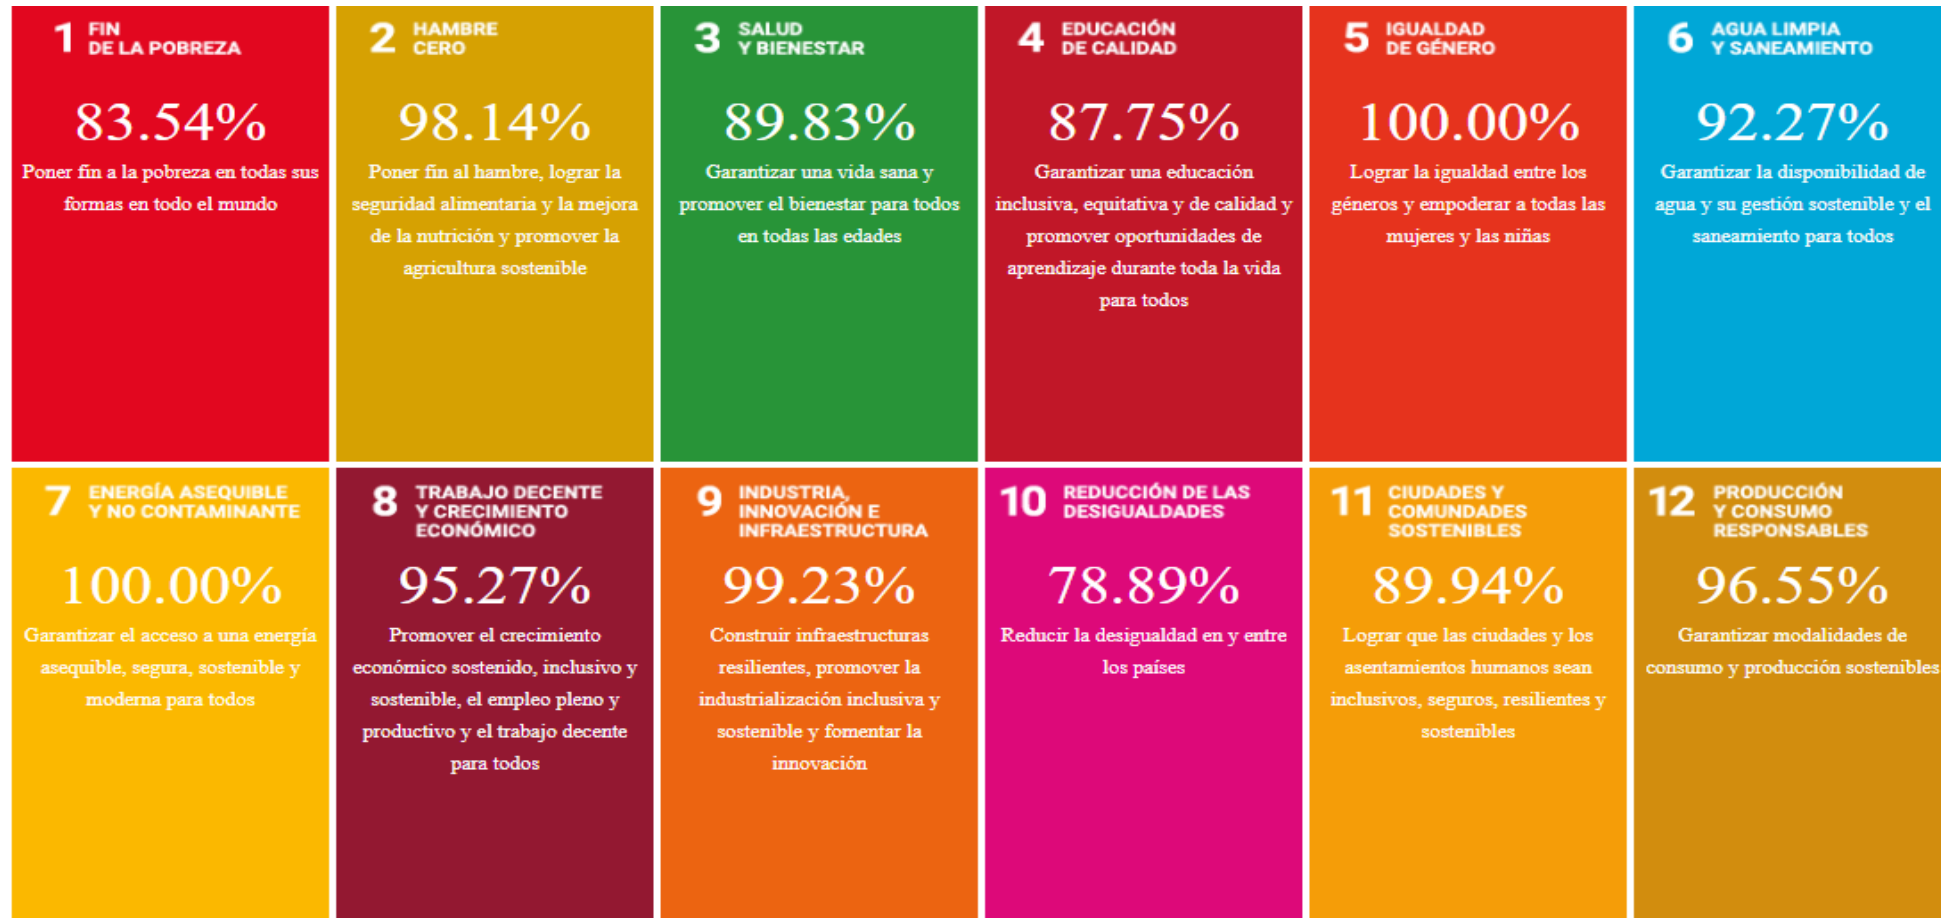 1 FIN
DE LA POBREZA
83.54%
Poner fin a la pobreza en todas sus
formas en todo el mundo
2 HAMBRE
CERO
98.14%
Poner fin al hambre, lograr la
seguridad alimentaria y la mejora
de la nutrición y promover la
agricultura sostenible
3 SALUD
Y BIENESTAR
89.83%
Garantizar una vida sana y
promover el bienestar para todos
en todas las edades
4 EDUCACIÓN
DE CALIDAD
87.75%
Garantizar una educación
inclusiva, equitativa y de calidad y
promover oportunidades de
aprendizaje durante toda la vida
para todos
5 IGUALDAD
DE GÉNERO
100.00%
Lograr la igualdad entre los
géneros y empoderar a todas las
mujeres y las niñas
6 AGUA LIMPIA
Y SANEAMIENTO
92.27%
Garantizar la disponibilidad de
agua y su gestión sostenible y el
saneamiento para todos
7 ENERGÍA ASEQUIBLE
Y NO CONTAMINANTE
100.00%
Garantizar el acceso a una energía
asequible, segura, sostenible y
moderna para todos
8 TRABAJO DECENTE
Y CRECIMIENTO
ECONÓMICO
95.27%
Promover el crecimiento
económico sostenido, inclusivo y
sostenible, el empleo pleno y
productivo y el trabajo decente
para todos
9 INDUSTRIA,
INNOVACIÓN E
INFRAESTRUCTURA
99.23%
Construir infraestructuras
resilientes, promover la
industrialización inclusiva y
sostenible y fomentar la
innovación
10 REDUCCIÓN DE LAS
DESIGUALDADES
78.89%
Reducir la desigualdad en y entre
los países
11 CIUDADES Y
COMUNDADES
SOSTENIBLES
89.94%
Lograr que las ciudades y los
asentamientos humanos sean
inclusivos, seguros, resilientes y
sostenibles
12 PRODUCCIÓN
Y CONSUMO
RESPONSABLES
96.55%
Garantizar modalidades de
consumo y producción sostenibles